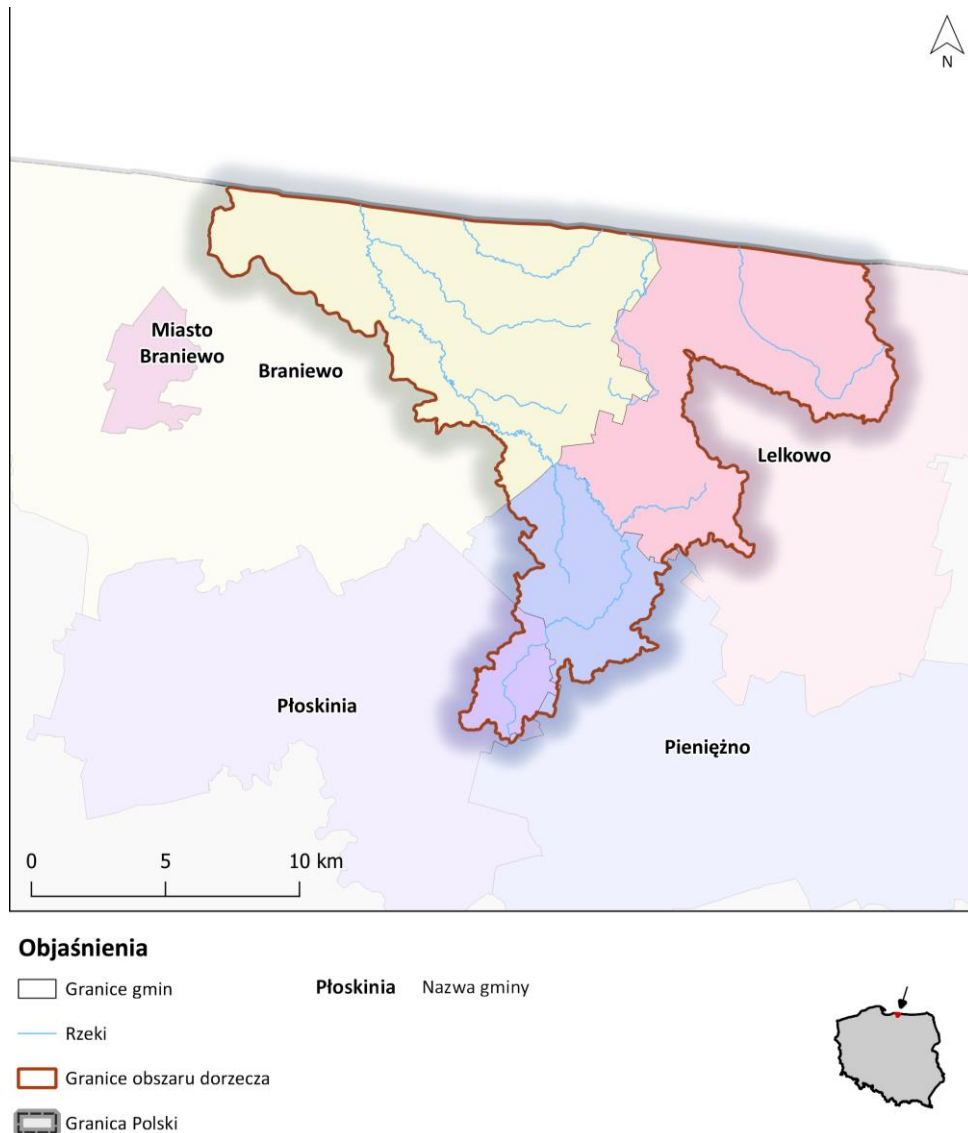 N
Miasto
Braniewo
Braniewo
Lelkowo
Płoskinia
Pieniężno
0 5 10 km
Objaśnienia
Granice gmin
Płoskinia Nazwa gminy
Rzeki
Granice obszaru dorzecza
Granica Polski